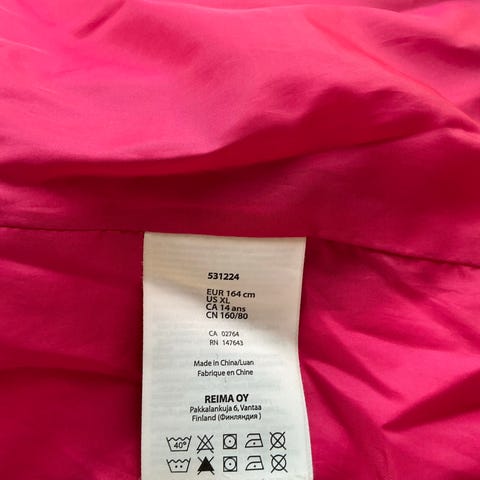 531224
EUR 164 cm
US XL
CA 14 ans
CN 160/80
CA 02764
RN 147643
Made in China/Luan
Fabrique en Chine
REIMA OY
Pakkalankuja 6, Vantaa
Finland (Финляндия)
40°